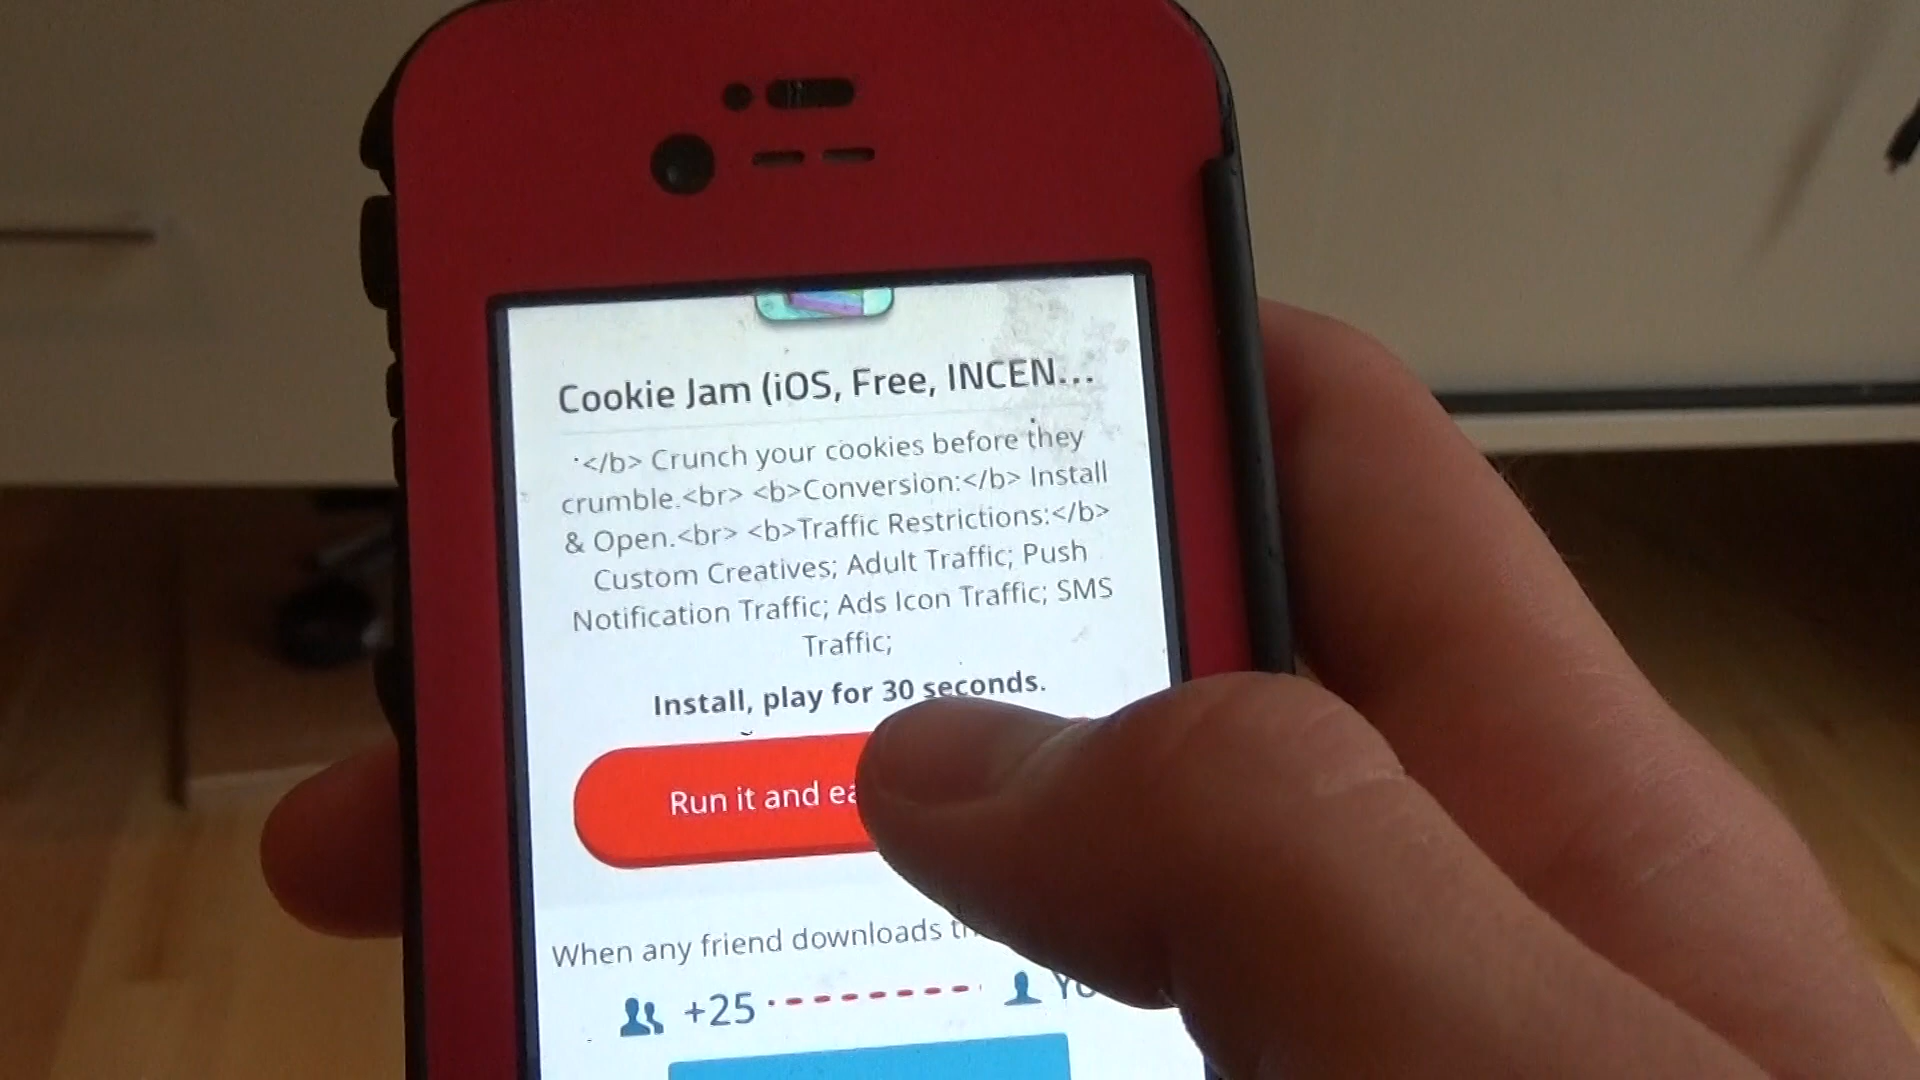 Cookie Jam (iOS, Free, INCEN...
</b> Crunch your cookies before they
crumble.<br> <b>Conversion:</b> Install
& Open.<br> <b>Traffic Restrictions:</b>
Custom Creatives; Adult Traffic; Push
Notification Traffic; Ads Icon Traffic; SMS
Traffic;
Install, play for 30 seconds.
Run it and
When any friend downloads
+25